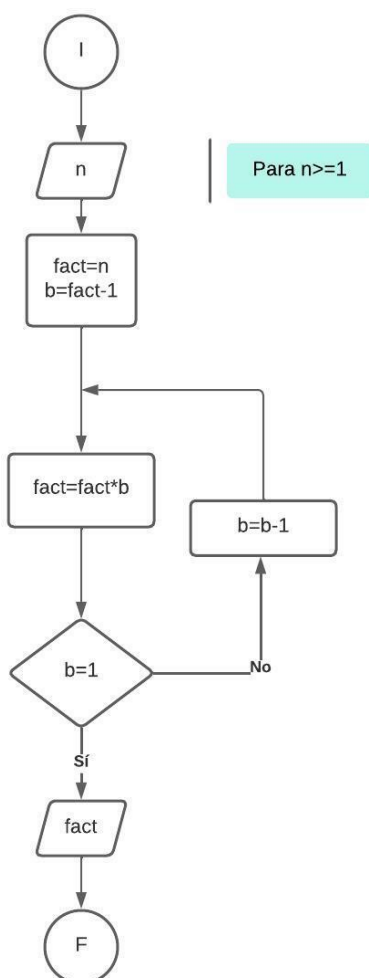 I
n
Para n>=1
fact=n
b=fact-1
fact=fact*b
b=b-1
b=1
No
Sí
fact
F